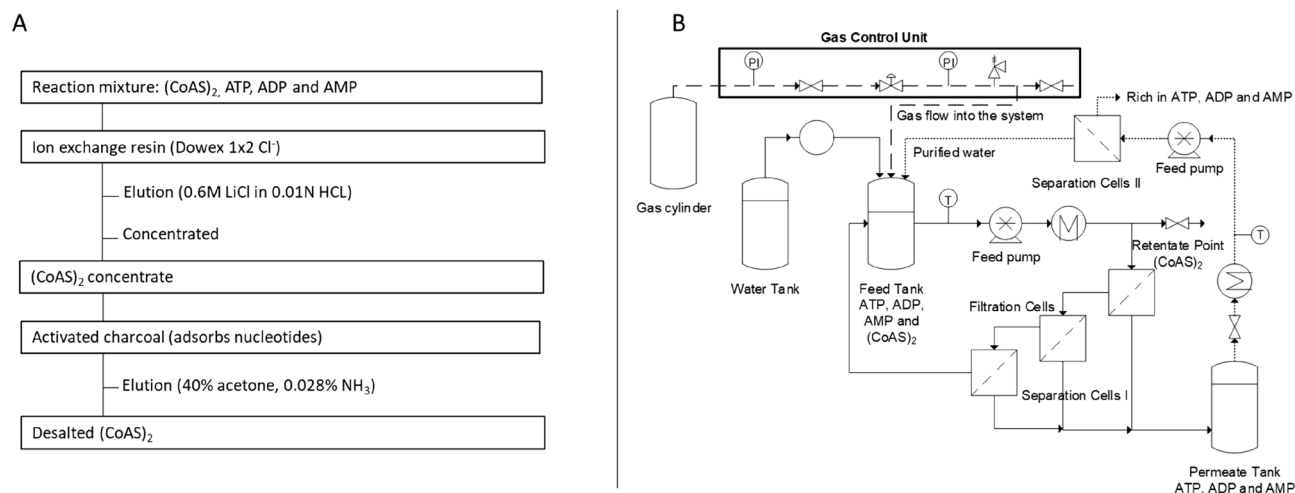 A
Reaction mixture: (CoAS)₂, ATP, ADP and AMP
Ion exchange resin (Dowex 1x2 Cl⁻)
Elution (0.6M LiCl in 0.01N HCL)
Concentrated
(CoAS)₂ concentrate
Activated charcoal (adsorbs nucleotides)
Elution (40% acetone, 0.028% NH₃)
Desalted (CoAS)₂
B
Gas Control Unit
PI
PI
Rich in ATP, ADP and AMP
Gas flow into the system
Purified water
Feed pump
Separation Cells II
Gas cylinder
T
T
Feed pump
Retentate Point
(CoAS)₂
Water Tank
Feed Tank
ATP, ADP,
AMP and
(CoAS)₂
Filtration Cells
Separation Cells I
Permeate Tank
ATP, ADP and AMP